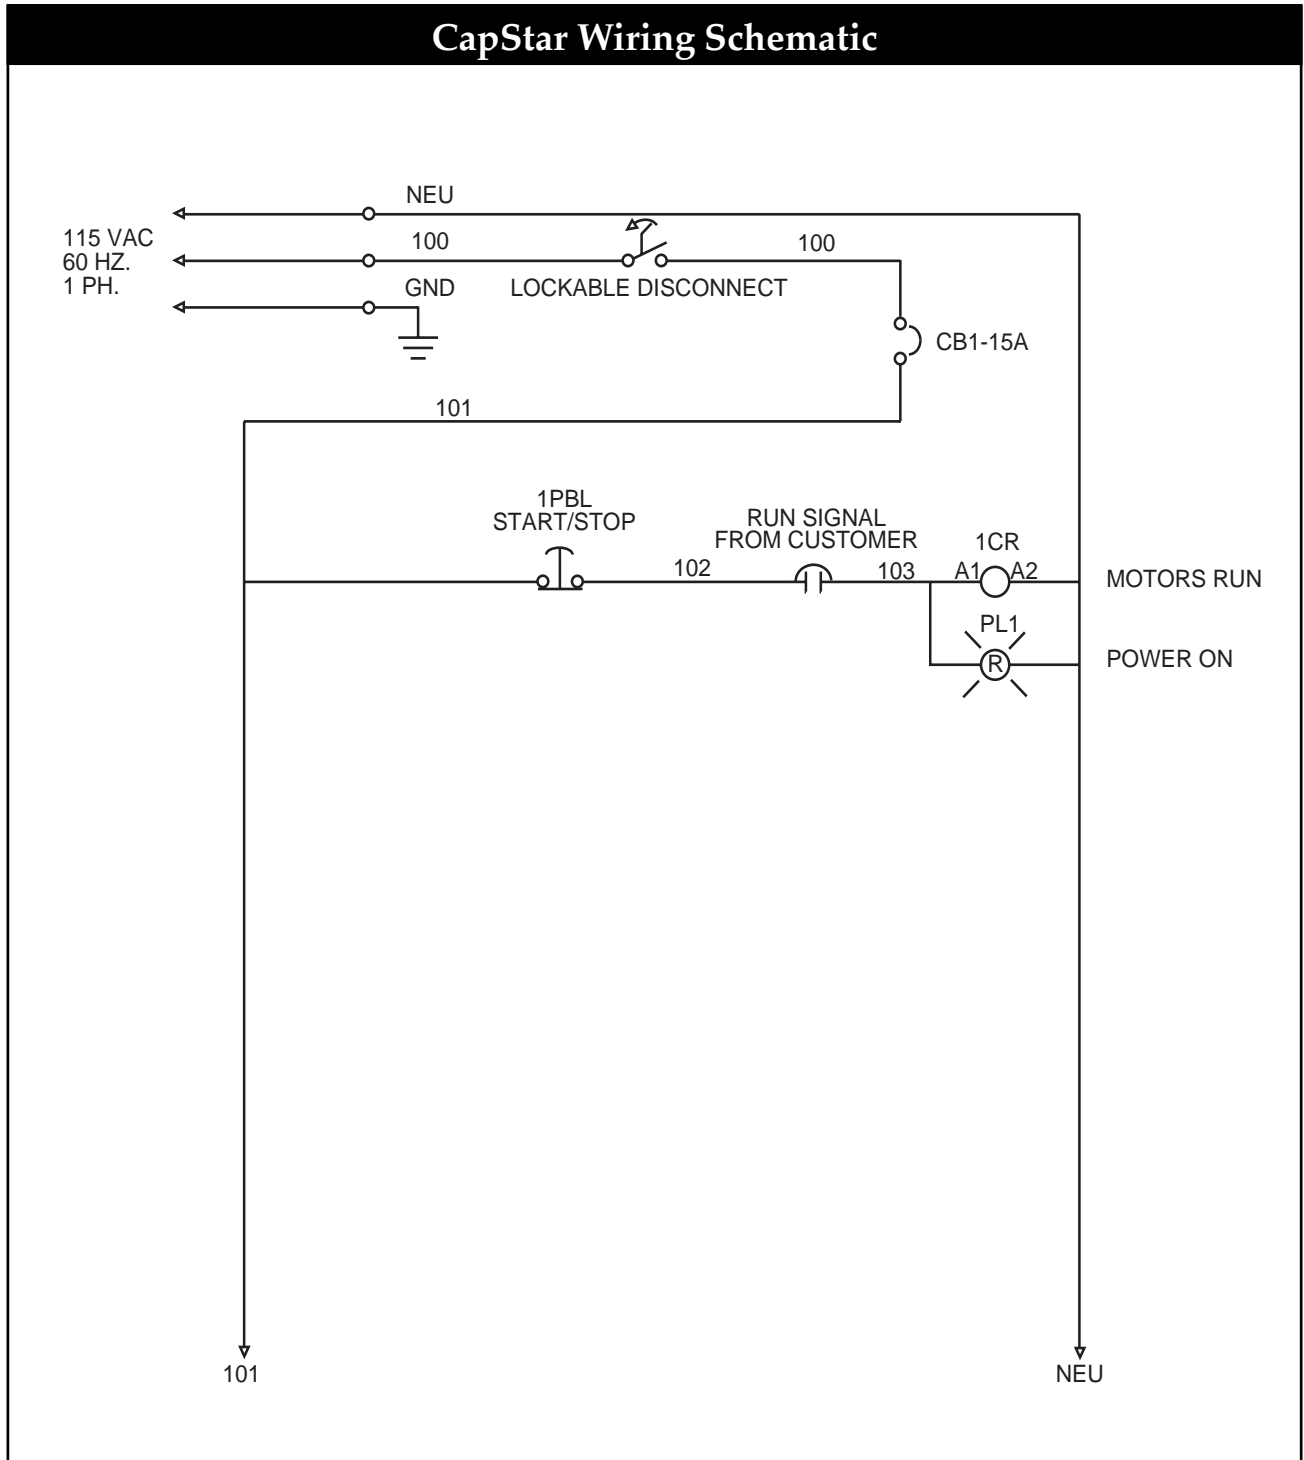 CapStar Wiring Schematic
NEU
115 VAC
60 HZ.
1 PH.
100
100
GND
LOCKABLE DISCONNECT
CB1-15A
101
1PBL
START/STOP
RUN SIGNAL
FROM CUSTOMER
1CR
102
103
A1
A2
MOTORS RUN
PL1
R
POWER ON
101
NEU